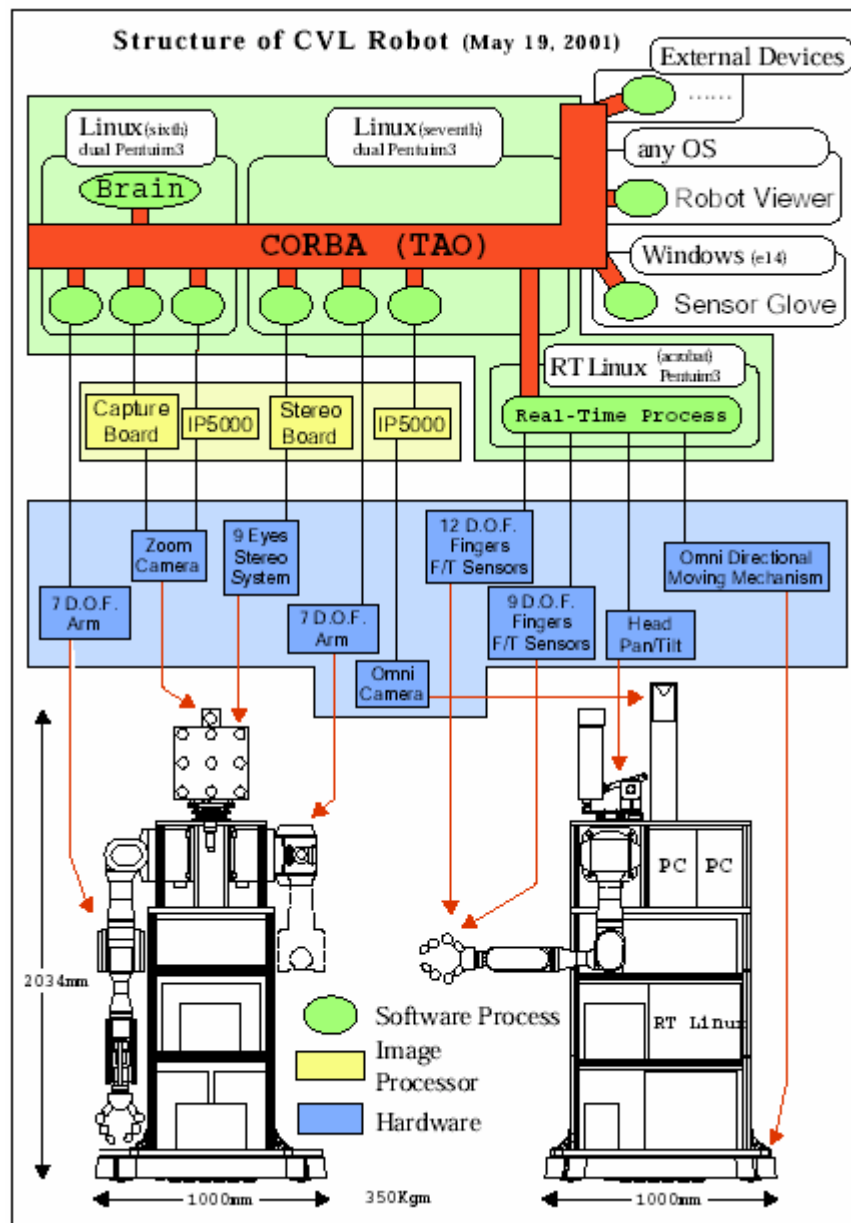 Structure of CVL Robot (May 19, 2001)
External Devices
......
Linux(sixth)
dual Pentuim3
Linux(seventh)
dual Pentuim3
any OS
Brain
Robot Viewer
CORBA (TAO)
Windows (e14)
Sensor Glove
RT Linux (acrobat)
Pentuim3
Capture
Board
IP5000
Stereo
Board
IP5000
Real-Time Process
Zoom
Camera
9 Eyes
Stereo
System
12 D.O.F.
Fingers
F/T Sensors
Omni Directional
Moving Mechanism
7 D.O.F.
Arm
7 D.O.F.
Arm
9 D.O.F.
Fingers
F/T Sensors
Head
Pan/Tilt
Omni
Camera
PC
PC
2034mm
Software Process
RT Linux
Image
Processor
Hardware
1000mm
350Kgm
1000mm